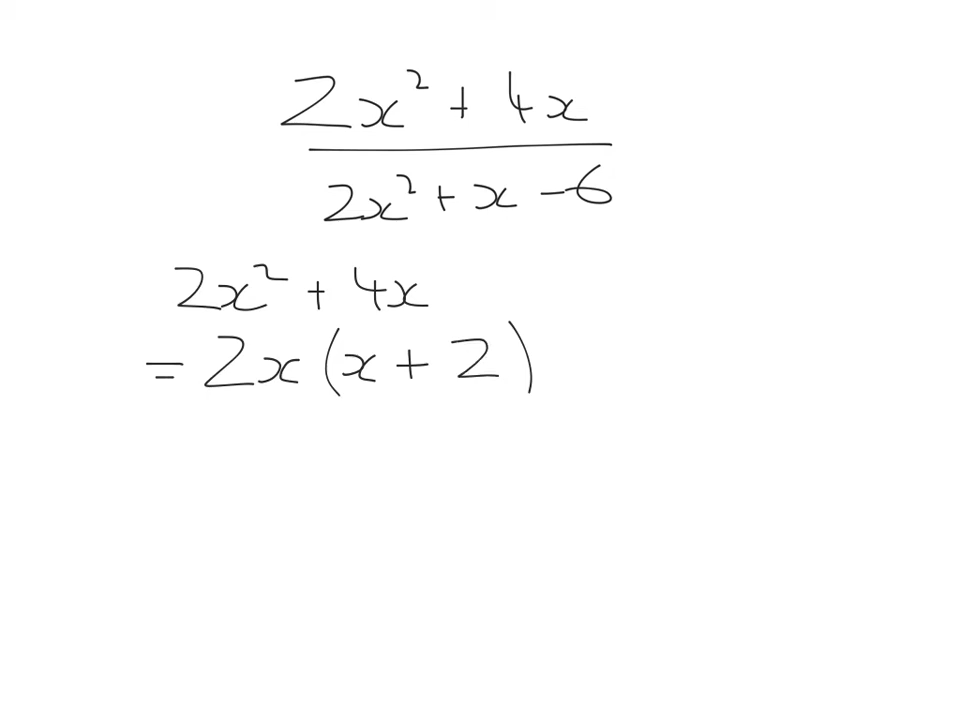 2x² + 4x
2x² + x - 6
2x² + 4x
= 2x(x + 2)